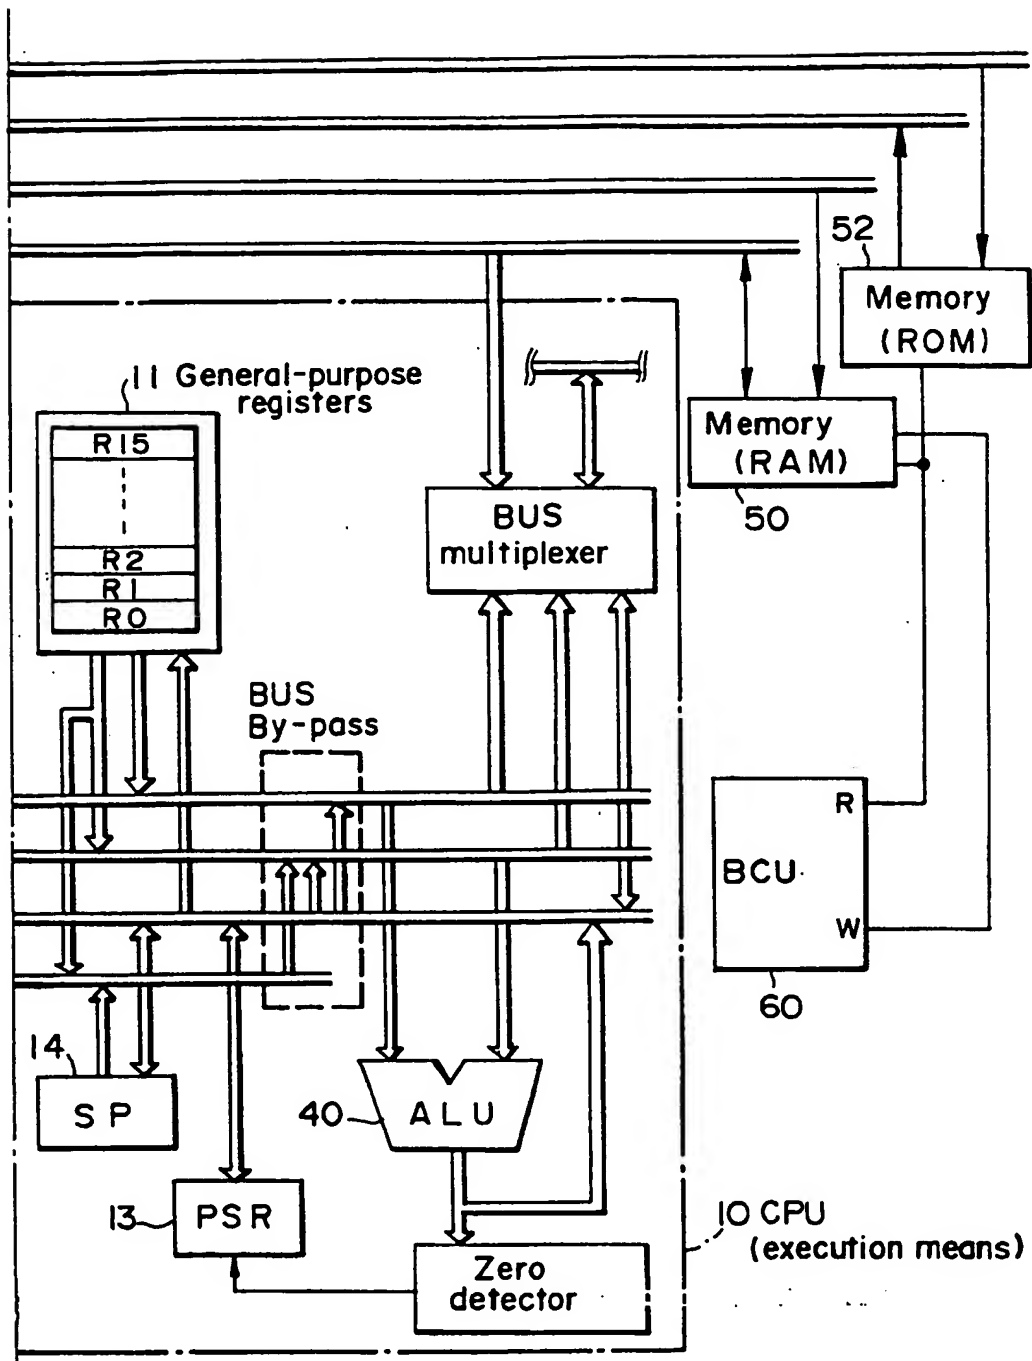 52
Memory
(ROM)
11 General-purpose
registers
R15
R2
R1
R0
Memory
(RAM)
50
BUS
multiplexer
BUS
By-pass
R
BCU
W
60
14
SP
40
ALU
13
PSR
10 CPU
(execution means)
Zero
detector